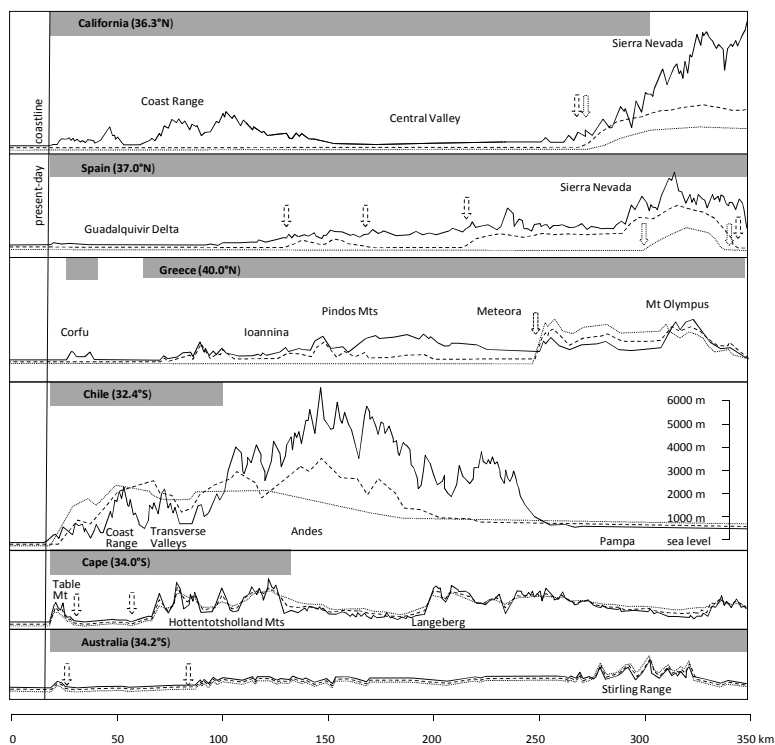 California (36.3°N)
Sierra Nevada
Coast Range
Central Valley
coastline
present-day
Spain (37.0°N)
Sierra Nevada
Guadalquivir Delta
Greece (40.0°N)
Mt Olympus
Pindos Mts
Meteora
Corfu
Ioannina
Chile (32.4°S)
6000 m
5000 m
4000 m
3000 m
2000 m
1000 m
sea level
Coast
Range
Transverse
Valleys
Andes
Pampa
Cape (34.0°S)
Table
Mt
Hottentotsholland Mts
Langeberg
Australia (34.2°S)
Stirling Range
0 50 100 150 200 250 300 350 km